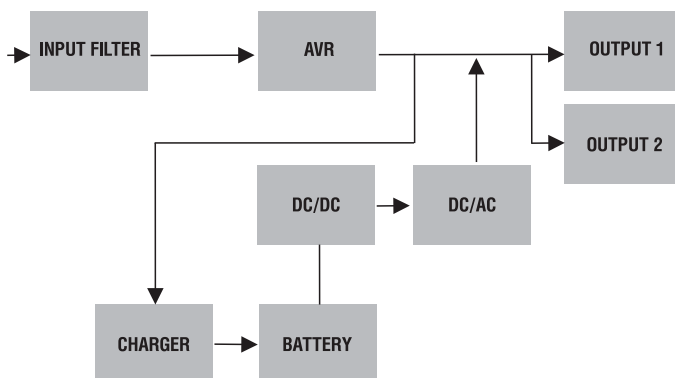 INPUT FILTER
AVR
OUTPUT 1
OUTPUT 2
DC/DC
DC/AC
CHARGER
BATTERY